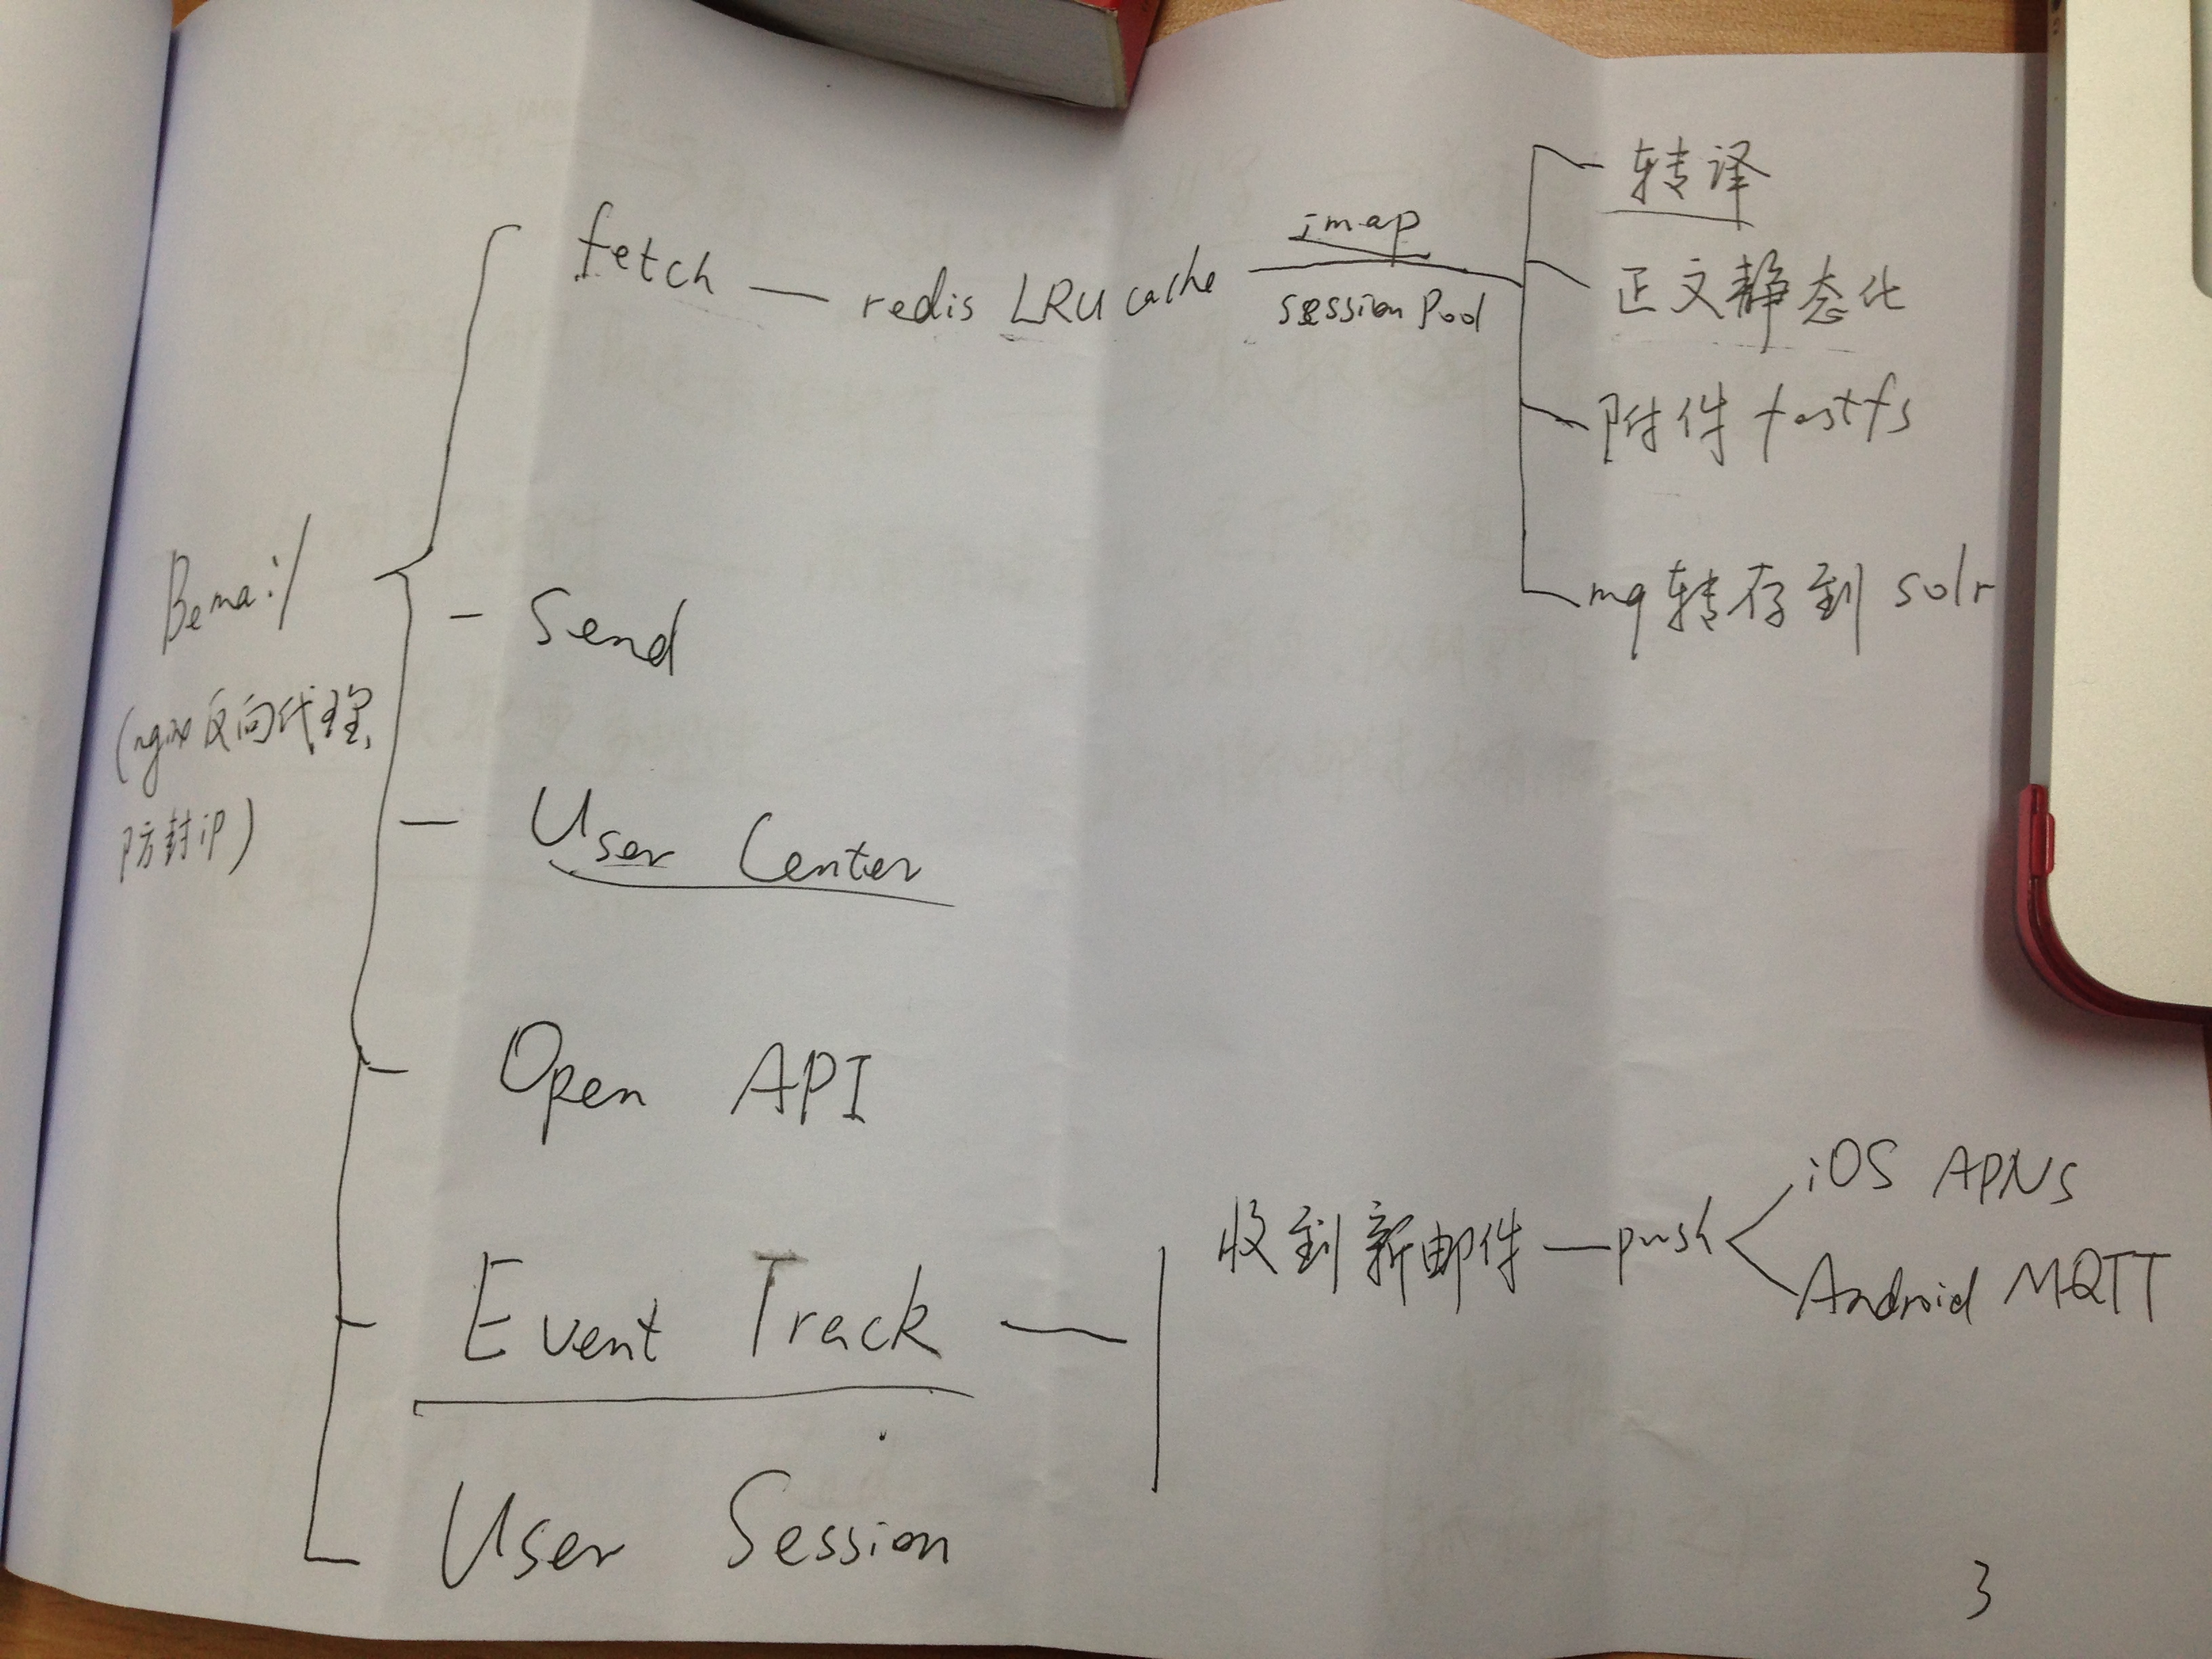 fetch — redis LRU cache
imap
session Pool
转译
正文静态化
附件 fastfs
mq转存到 solr
Bemail
(nginx反向代理,
防封ip)
Send
User Center
Open API
Event Track
收到新邮件 — push
iOS APNS
Android MQTT
User Session
3